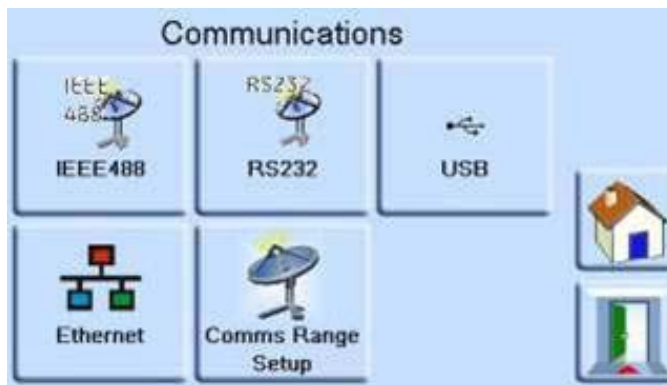 Communications
IEEE
488
RS232
IEEE488
RS232
USB
Ethernet
Comms Range
Setup